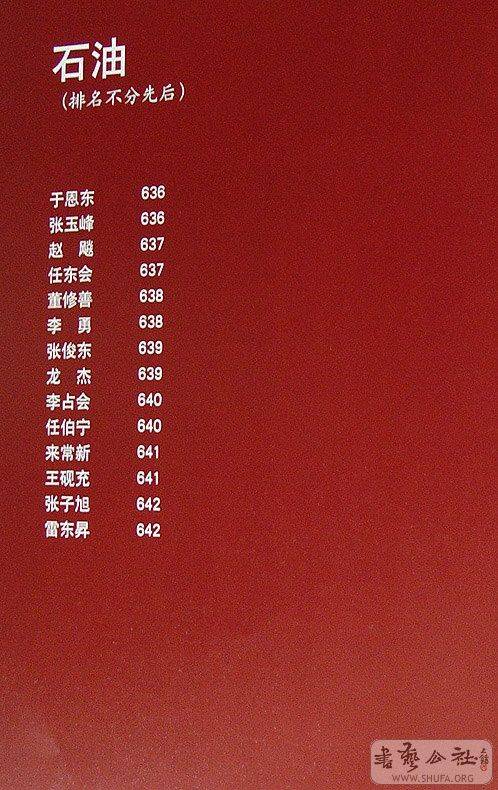 石油
(排名不分先后)
于恩东 636
张玉峰 636
赵 飚 637
任东会 637
董修善 638
李 勇 638
张俊东 639
龙 杰 639
李占会 640
任伯宁 640
来常新 641
王砚充 641
张子旭 642
雷东昇 642
書藝公社
WWW.SHUFA.ORG